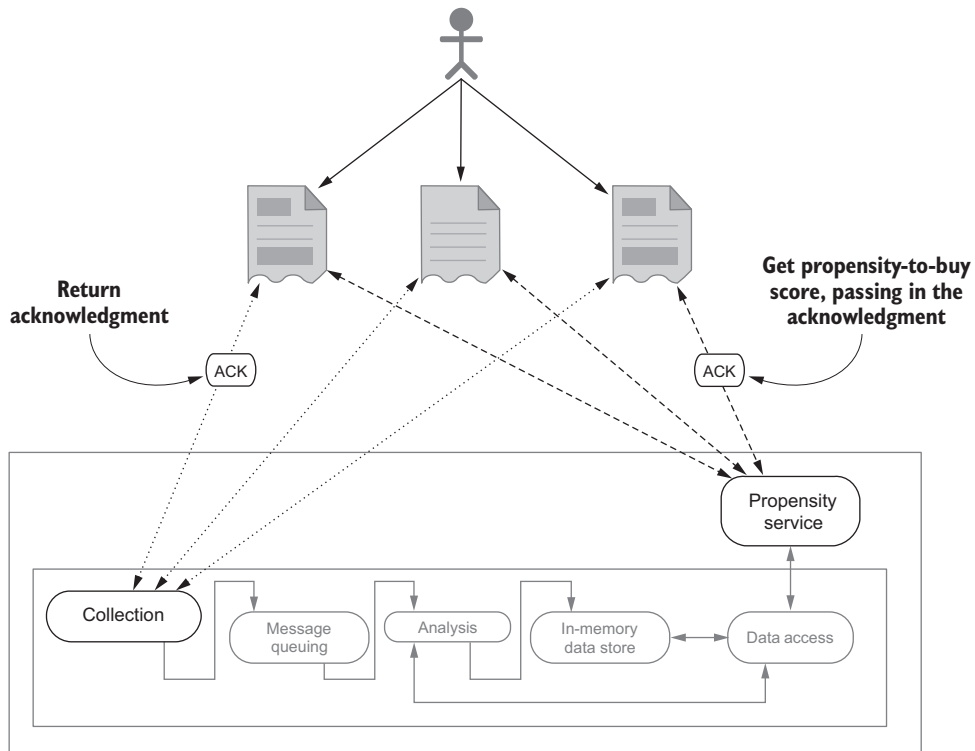 Return
acknowledgment
Get propensity-to-buy
score, passing in the
acknowledgment
ACK
ACK
Propensity
service
Collection
Message
queuing
Analysis
In-memory
data store
Data access